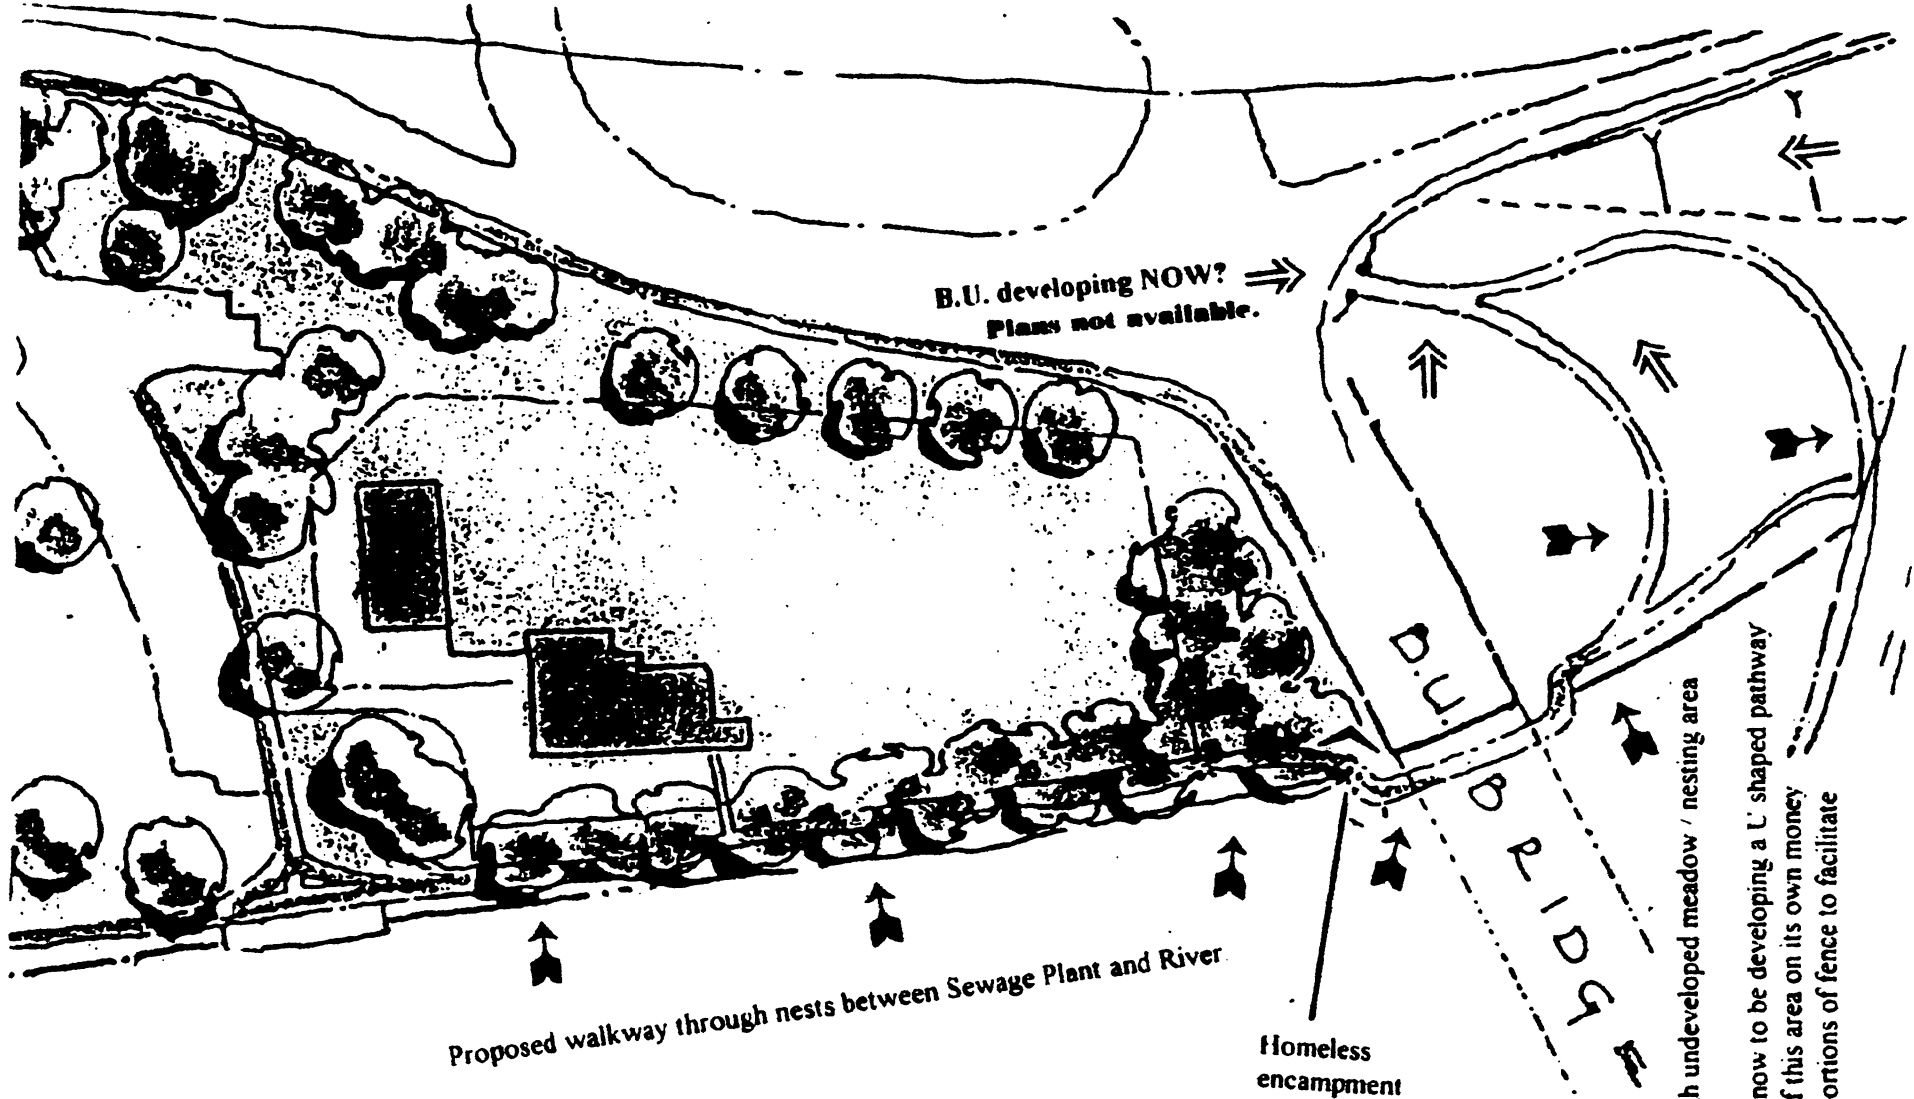 B.U. developing NOW?
Plans not available.
B.U.
BRIDGE
Proposed walkway through nests between Sewage Plant and River
Homeless
encampment
h undeveloped meadow / nesting area
now to be developing a L' shaped pathway
f this area on its own money
ortions of fence to facilitate